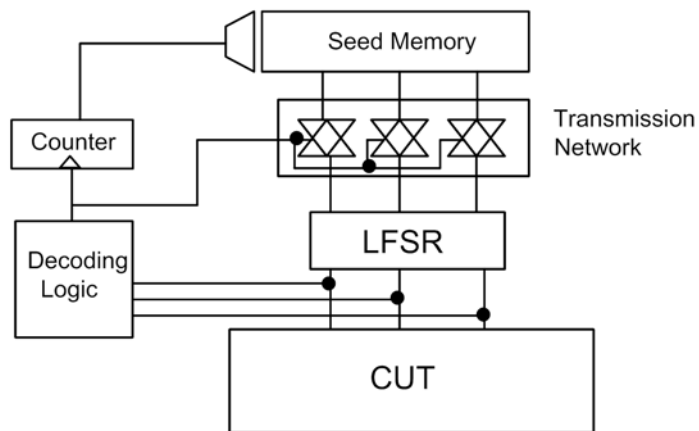 Seed Memory
Transmission
Network
Counter
LFSR
Decoding
Logic
CUT